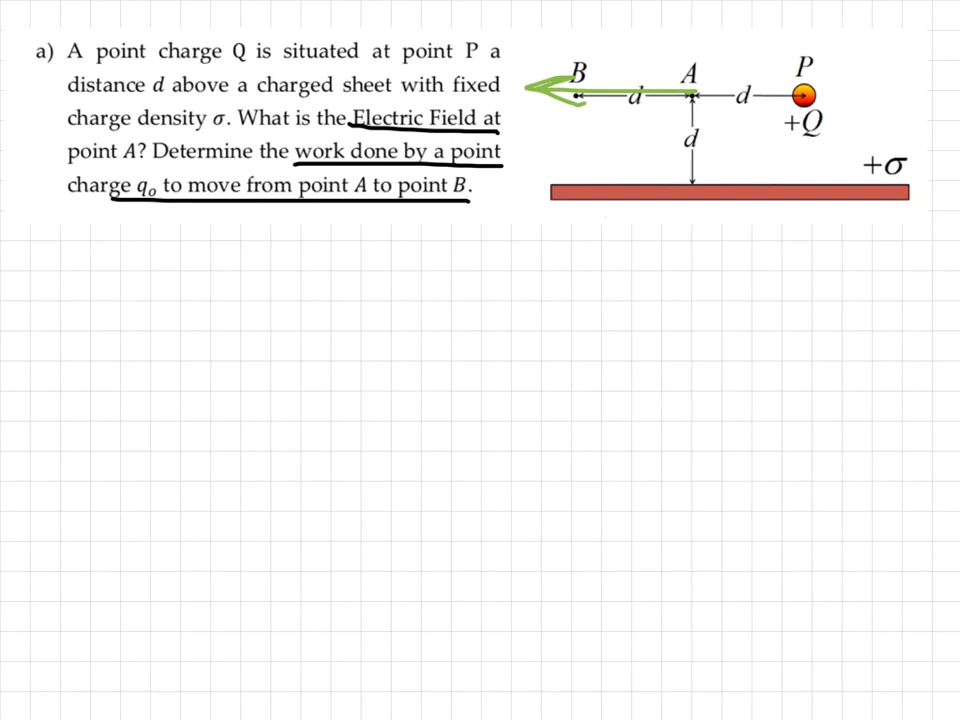 a) A point charge Q is situated at point P a
distance d above a charged sheet with fixed
charge density σ. What is the Electric Field at
point A? Determine the work done by a point
charge qₒ to move from point A to point B.
B A P
d d
+Q
d
+σ